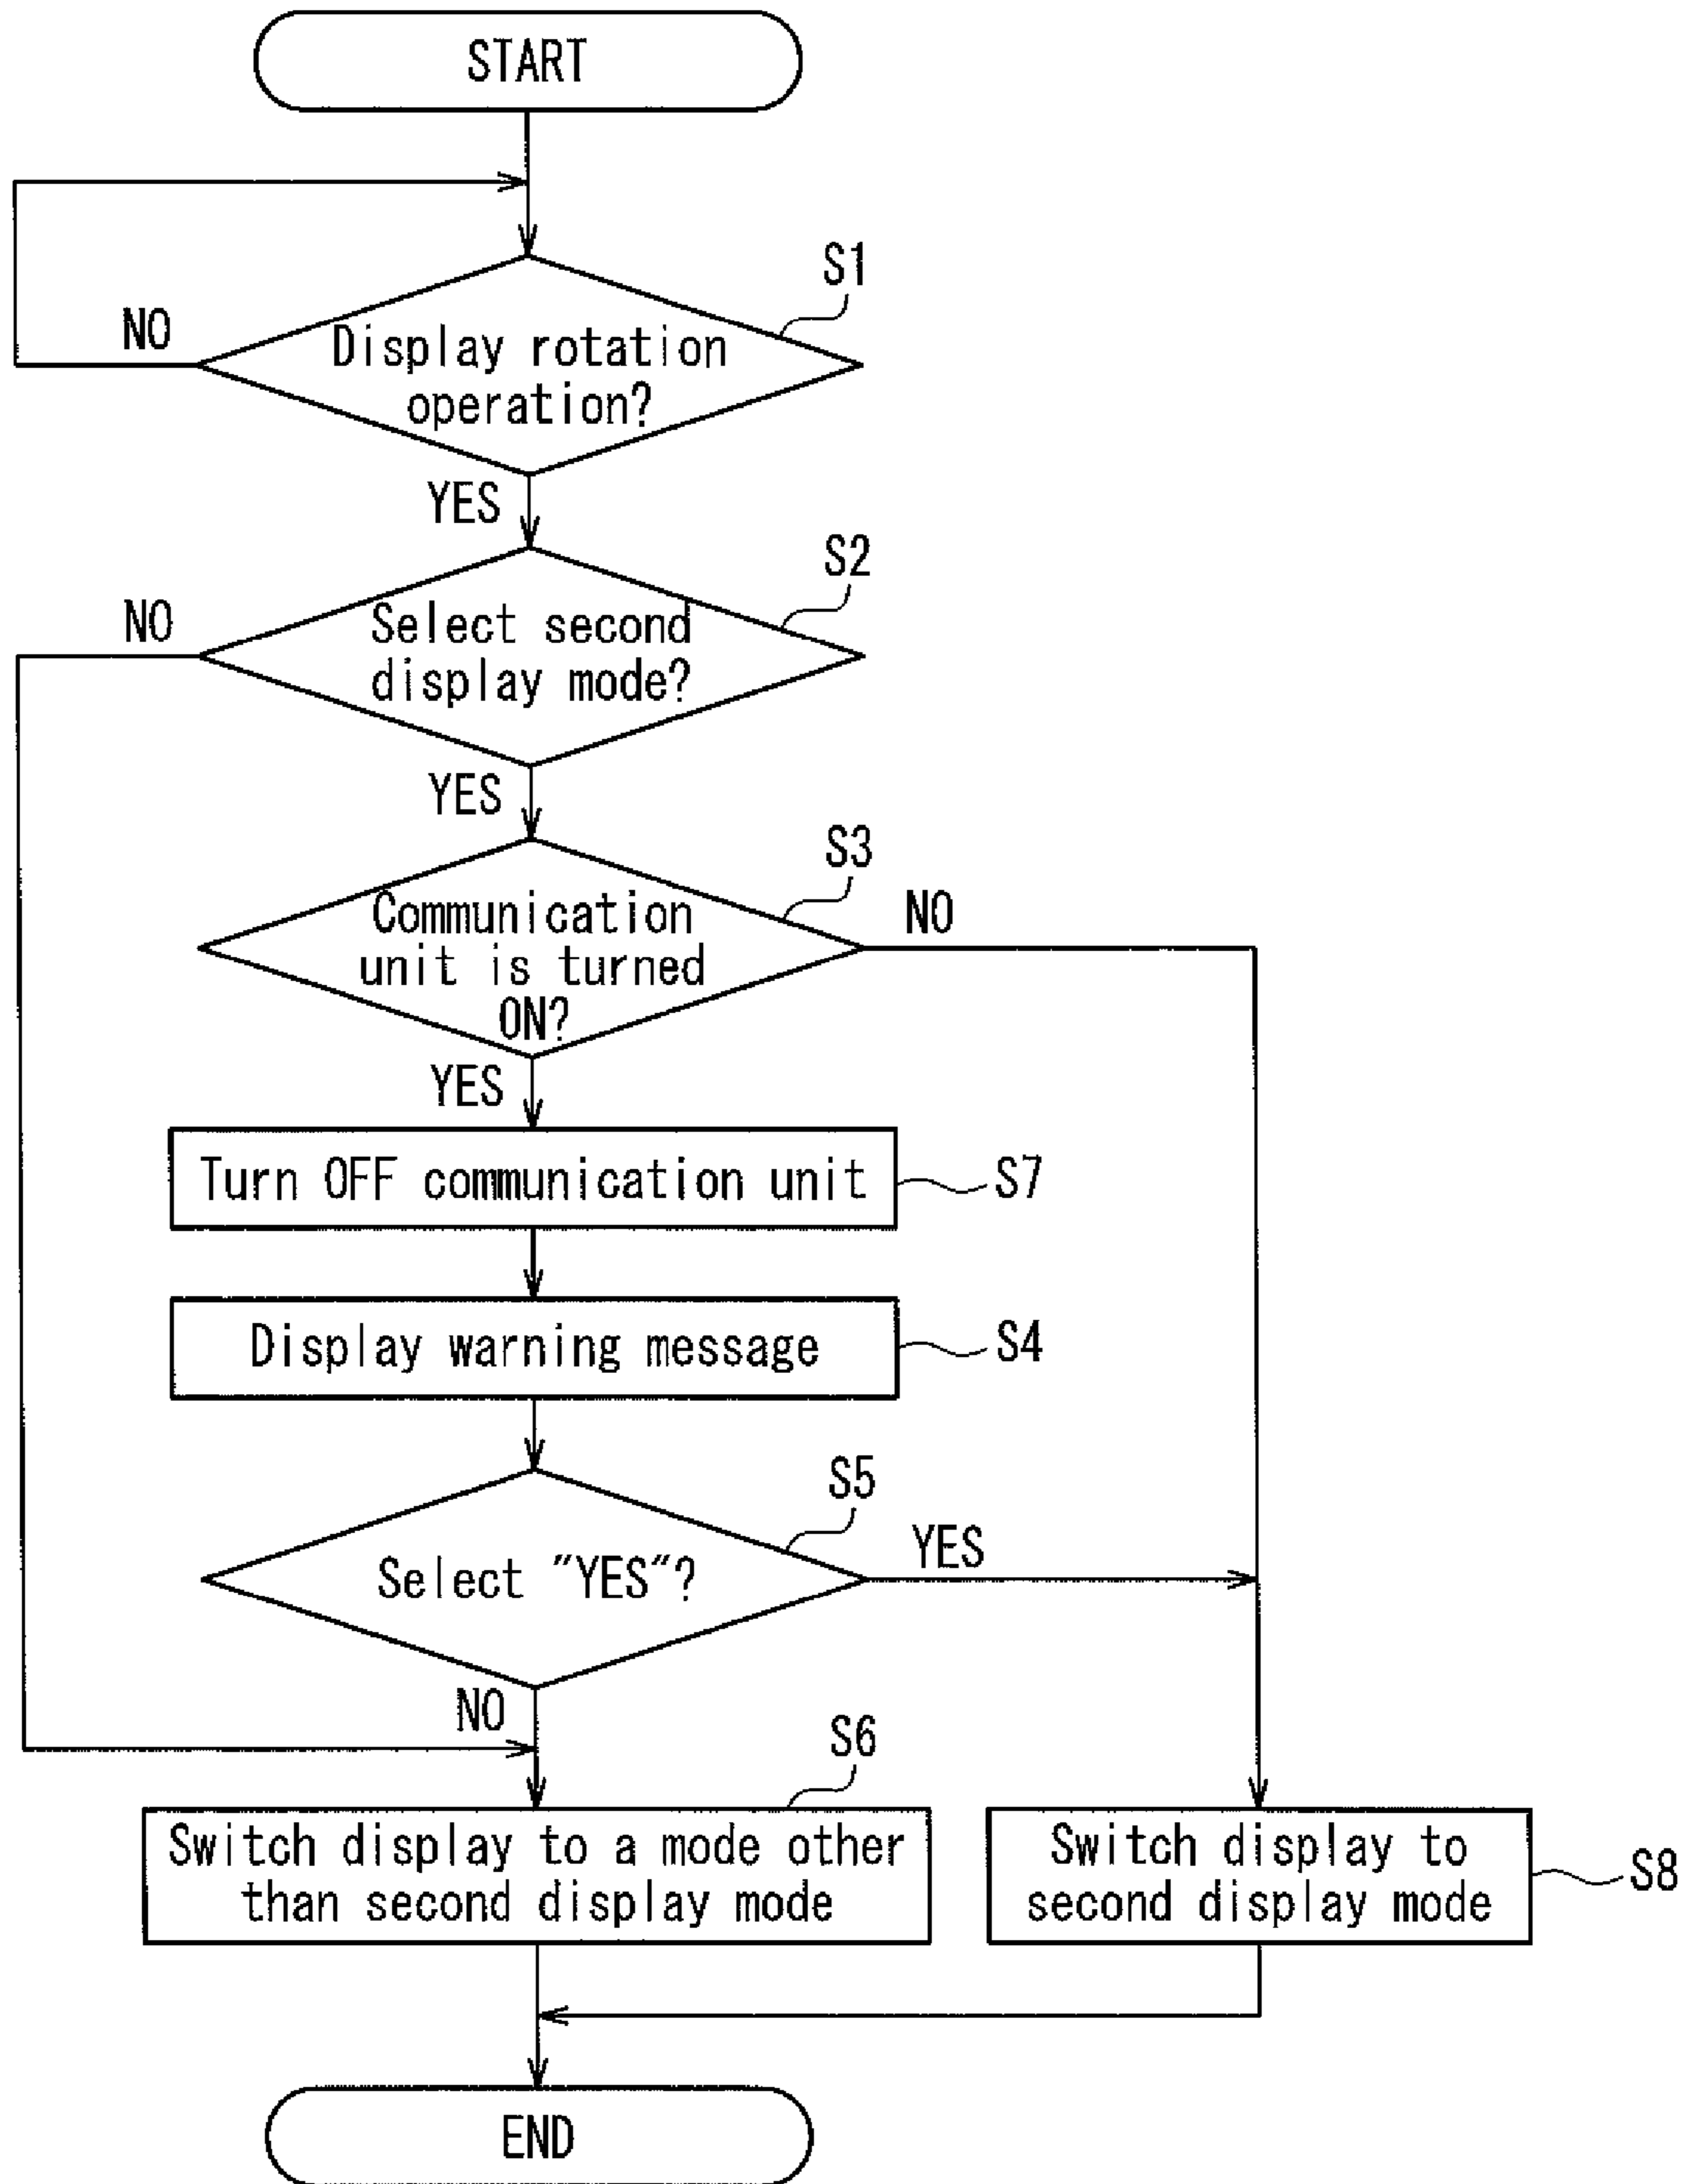 START
S1
NO
Display rotation
operation?
YES
S2
NO
Select second
display mode?
YES
S3
Communication
unit is turned
ON?
NO
YES
Turn OFF communication unit
S7
Display warning message
S4
S5
Select "YES"?
YES
NO
S6
Switch display to a mode other
than second display mode
Switch display to
second display mode
S8
END